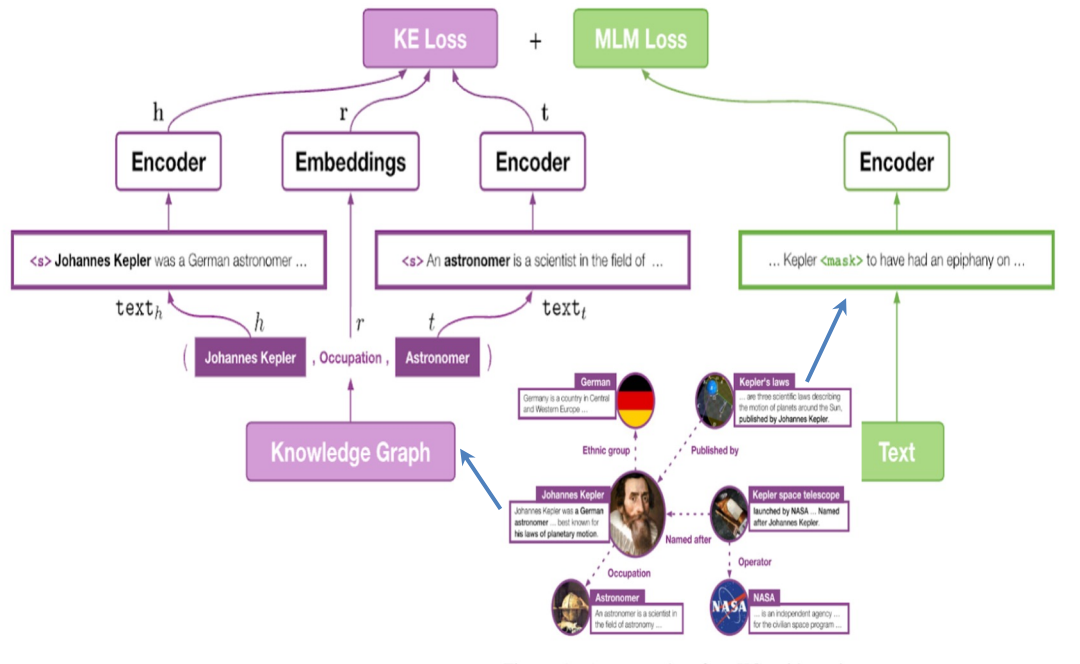 KE Loss
+
MLM Loss
h
r
t
Encoder
Embeddings
Encoder
Encoder
<s> Johannes Kepler was a German astronomer ...
<s> An astronomer is a scientist in the field of ...
... Kepler <mask> to have had an epiphany on ...
text_h
h
r
t
text_t
( Johannes Kepler , Occupation , Astronomer )
Knowledge Graph
Text
German
Germany is a country in Central
and Western Europe ...
Kepler's laws
... are three scientific laws describing
the motion of planets around the Sun,
published by Johannes Kepler.
Ethnic group
Published by
Johannes Kepler
Johannes Kepler was a German
astronomer ... best known for
his laws of planetary motion.
Kepler space telescope
launched by NASA ... Named
after Johannes Kepler.
Named after
Occupation
Operator
Astronomer
An astronomer is a scientist in
the field of astronomy ...
NASA
NASA
... is an independent agency ...
for the civilian space program ...